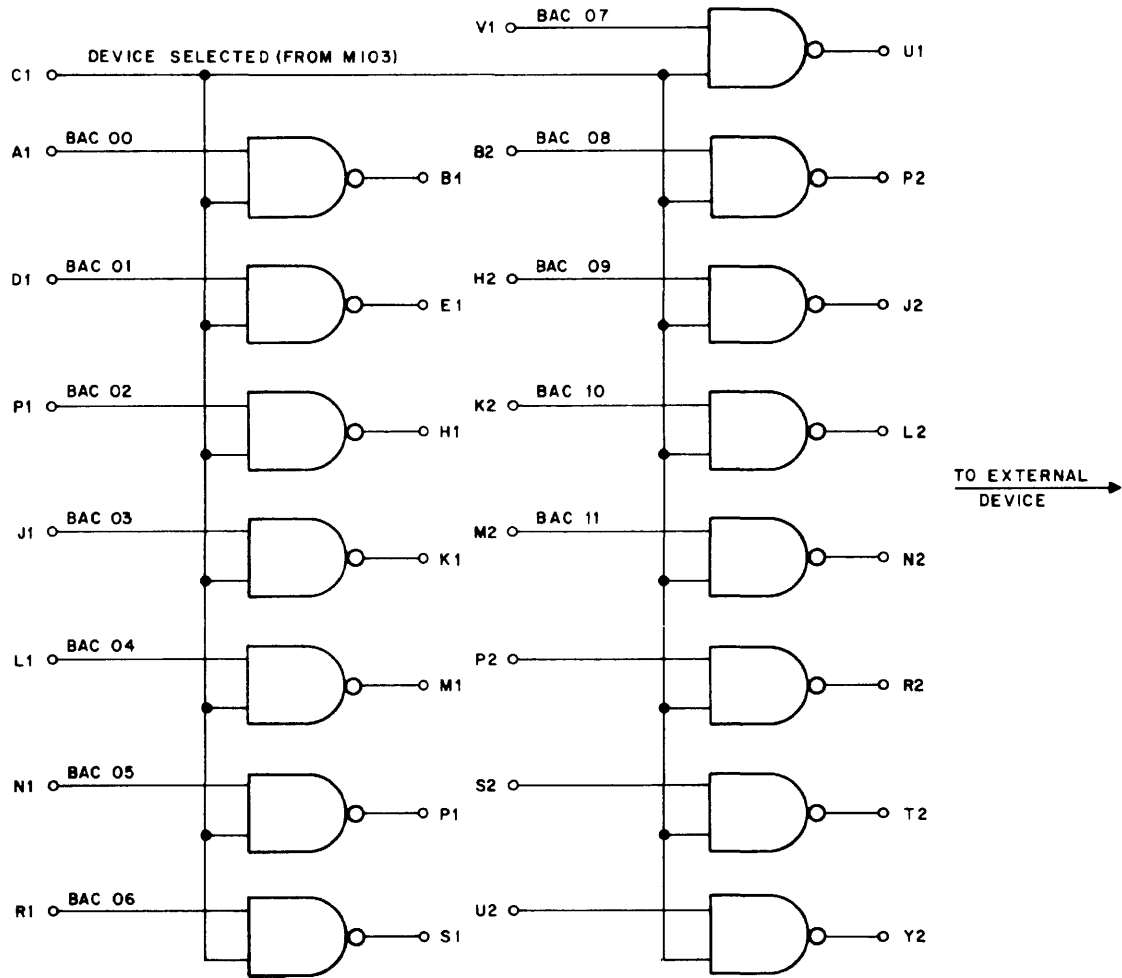 V1 BAC 07 U1
DEVICE SELECTED (FROM M103)
C1
A1 BAC 00 B1
B2 BAC 08 P2
D1 BAC 01 E1
H2 BAC 09 J2
P1 BAC 02 H1
K2 BAC 10 L2
J1 BAC 03 K1
M2 BAC 11 N2
TO EXTERNAL
DEVICE
L1 BAC 04 M1
P2 R2
N1 BAC 05 P1
S2 T2
R1 BAC 06 S1
U2 Y2